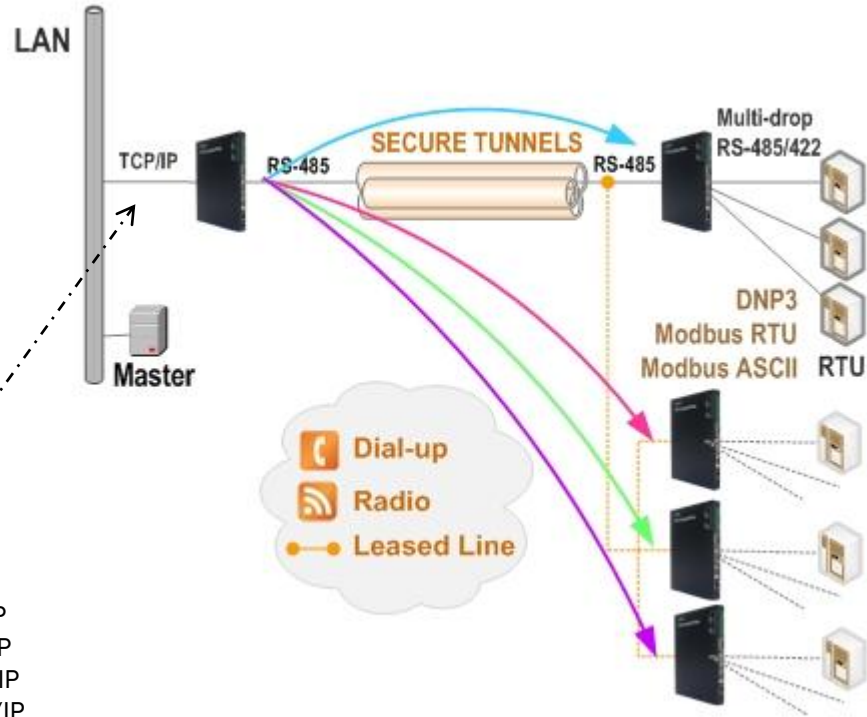 LAN
TCP/IP
RS-485
SECURE TUNNELS
RS-485
Multi-drop
RS-485/422
DNP3
Modbus RTU
Modbus ASCII
RTU
Master
Dial-up
Radio
Leased Line